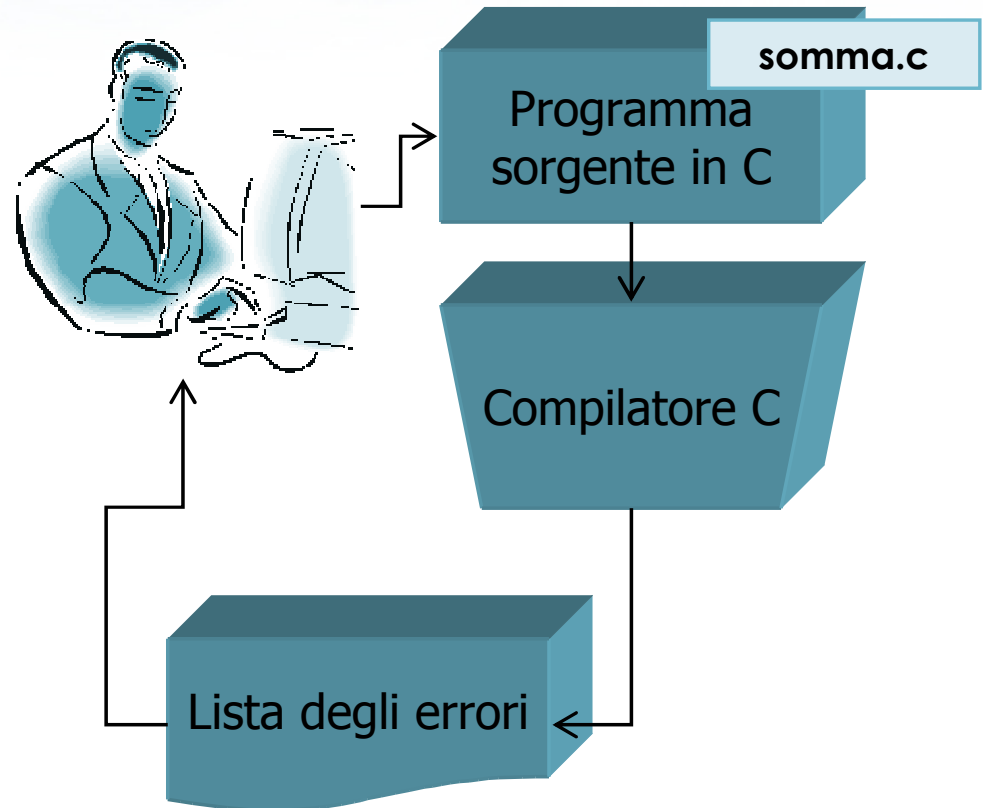 somma.c
Programma
sorgente in C
Compilatore C
Lista degli errori